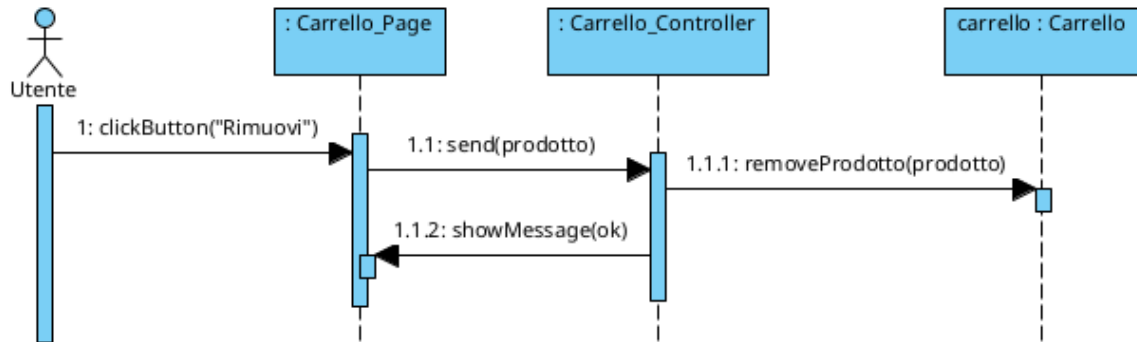 : Carrello_Page
: Carrello_Controller
carrello : Carrello
Utente
1: clickButton("Rimuovi")
1.1: send(prodotto)
1.1.1: removeProdotto(prodotto)
1.1.2: showMessage(ok)